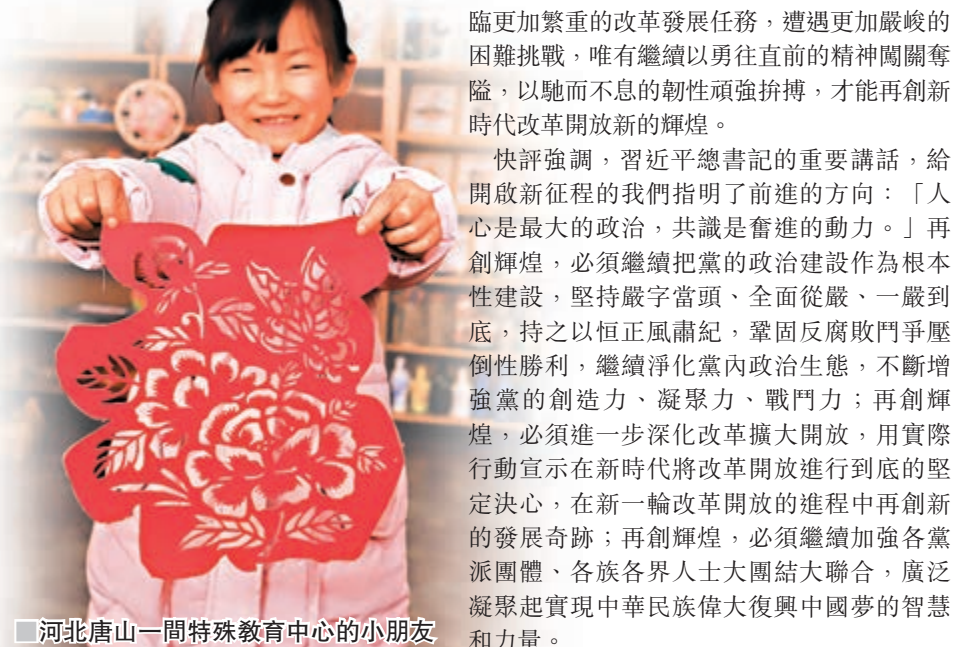 臨更加繁重的改革發展任務，遭遇更加嚴峻的
困難挑戰，唯有繼續以勇往直前的精神闖關奪
隘，以馳而不息的韌性頑強拚搏，才能再創新
時代改革開放新的輝煌。
快評強調，習近平總書記的重要講話，給
開啟新征程的我們指明了前進的方向：「人
心是最大的政治，共識是奮進的動力。」再
創輝煌，必須繼續把黨的政治建設作為根本
性建設，堅持嚴字當頭、全面從嚴、一嚴到
底，持之以恒正風肅紀，鞏固反腐敗鬥爭壓
倒性勝利，繼續淨化黨內政治生態，不斷增
強黨的創造力、凝聚力、戰鬥力；再創輝
煌，必須進一步深化改革擴大開放，用實際
行動宣示在新時代將改革開放進行到底的堅
定決心，在新一輪改革開放的進程中再創新
的發展奇跡；再創輝煌，必須繼續加強各黨
派團體、各族各界人士大團結大聯合，廣泛
凝聚起實現中華民族偉大復興中國夢的智慧
和力量。
■河北唐山一間特殊教育中心的小朋友